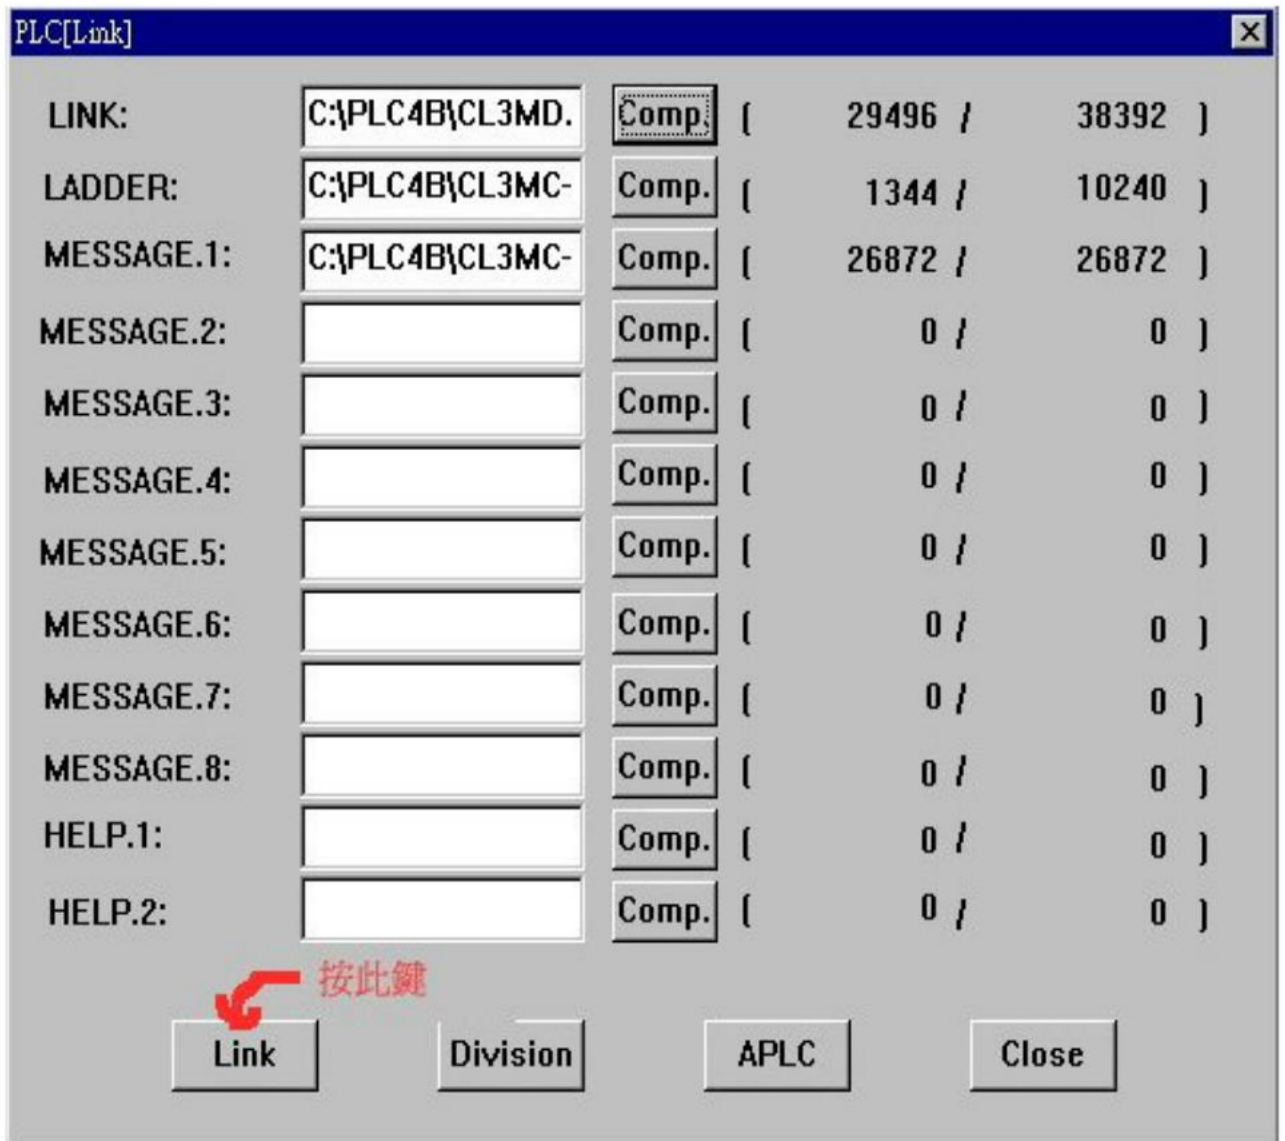 PLC[Link]
LINK: C:\PLC4B\CL3MD. Comp. ( 29496 / 38392 )
LADDER: C:\PLC4B\CL3MC- Comp. ( 1344 / 10240 )
MESSAGE.1: C:\PLC4B\CL3MC- Comp. ( 26872 / 26872 )
MESSAGE.2: Comp. ( 0 / 0 )
MESSAGE.3: Comp. ( 0 / 0 )
MESSAGE.4: Comp. ( 0 / 0 )
MESSAGE.5: Comp. ( 0 / 0 )
MESSAGE.6: Comp. ( 0 / 0 )
MESSAGE.7: Comp. ( 0 / 0 )
MESSAGE.8: Comp. ( 0 / 0 )
HELP.1: Comp. ( 0 / 0 )
HELP.2: Comp. ( 0 / 0 )
按此鍵
Link Division APLC Close